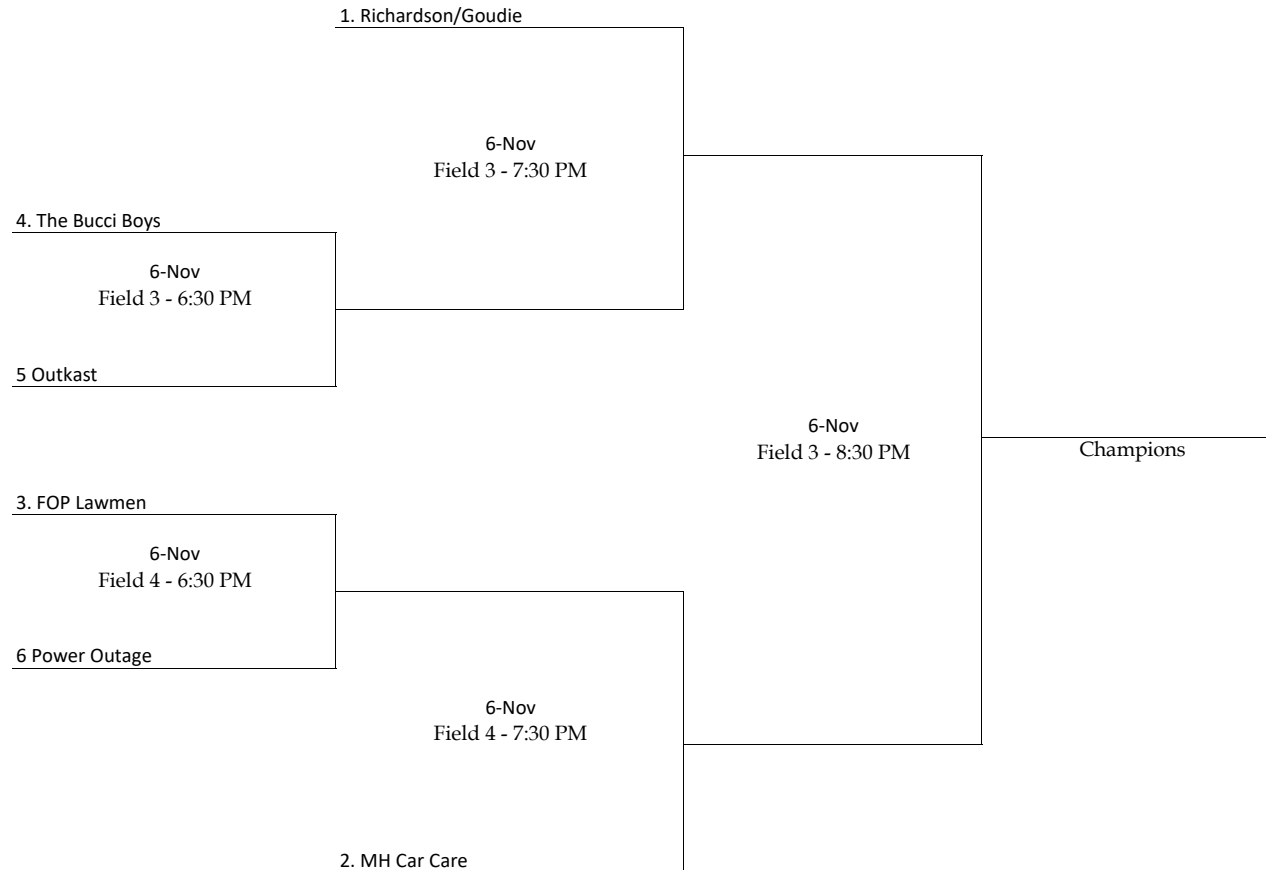 1. Richardson/Goudie
6-Nov
Field 3 - 7:30 PM
4. The Bucci Boys
6-Nov
Field 3 - 6:30 PM
5 Outkast
6-Nov
Field 3 - 8:30 PM
Champions
3. FOP Lawmen
6-Nov
Field 4 - 6:30 PM
6 Power Outage
6-Nov
Field 4 - 7:30 PM
2. MH Car Care